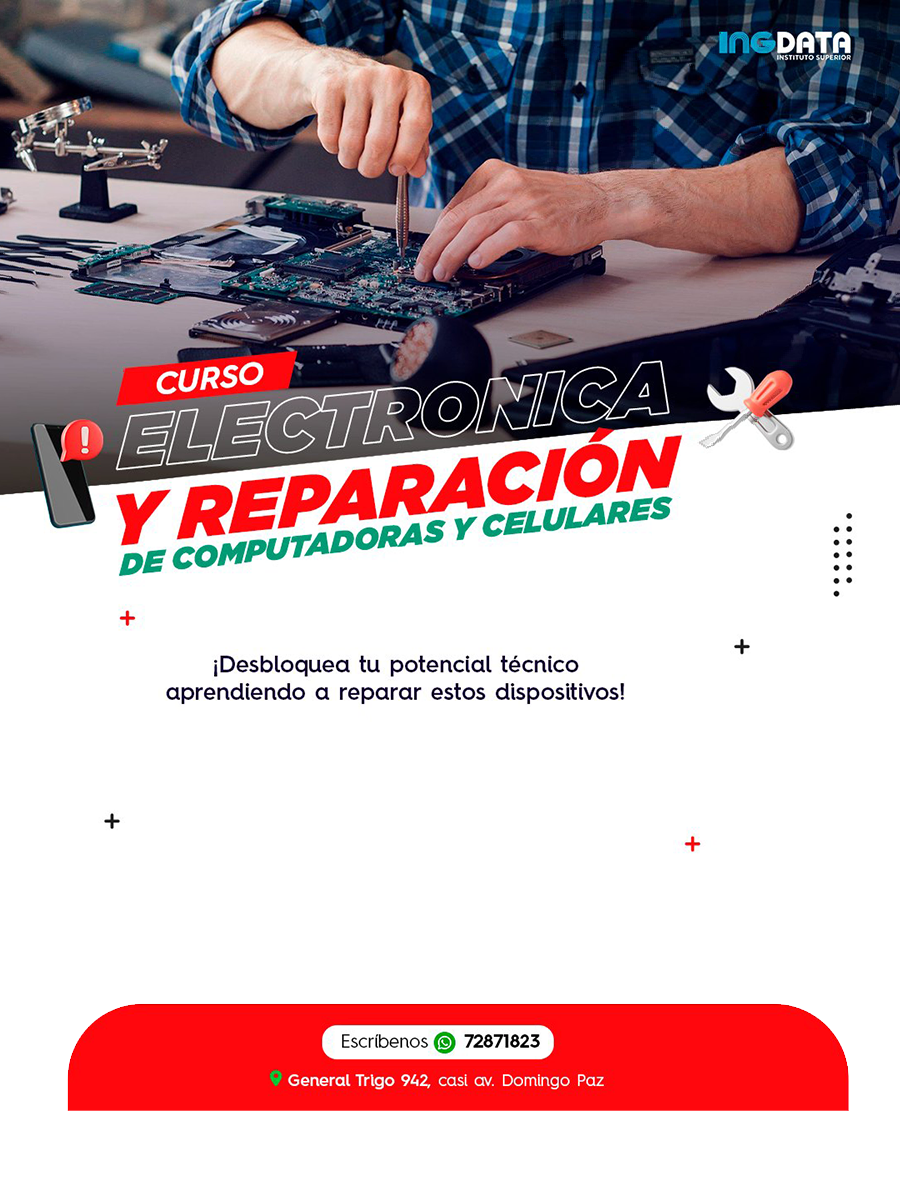 INGDATA
INSTITUTO SUPERIOR
CURSO
ELECTRONICA
Y REPARACIÓN
DE COMPUTADORAS Y CELULARES
¡Desbloquea tu potencial técnico
aprendiendo a reparar estos dispositivos!
Escríbenos 72871823
General Trigo 942, casi av. Domingo Paz